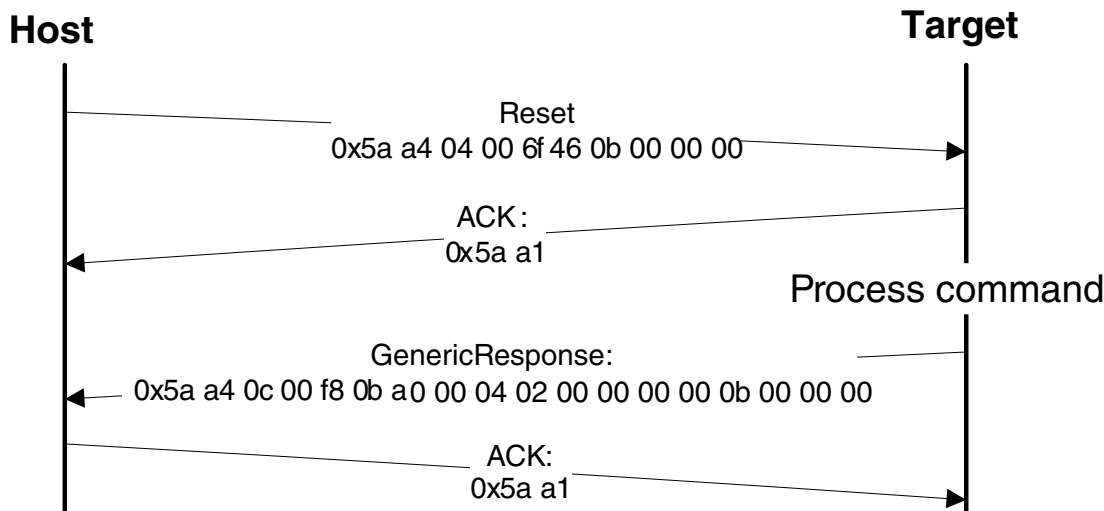 Host
Target
Reset
0x5a a4 04 00 6f 46 0b 00 00 00
ACK:
0x5a a1
Process command
GenericResponse:
0x5a a4 0c 00 f8 0b a0 00 04 02 00 00 00 00 0b 00 00 00
ACK:
0x5a a1